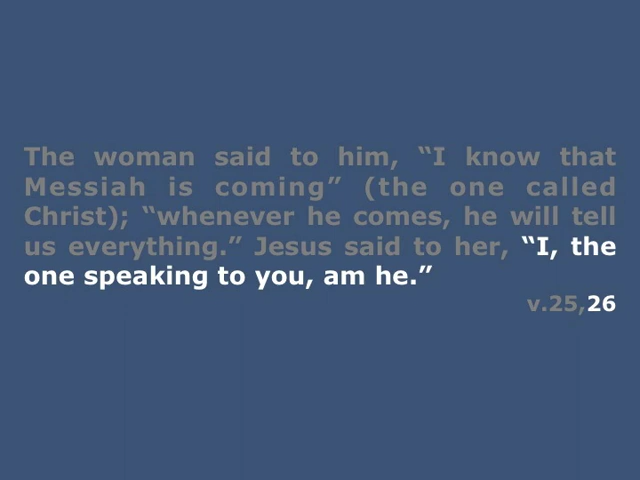 The woman said to him, “I know that
Messiah is coming” (the one called
Christ); “whenever he comes, he will tell
us everything.” Jesus said to her, “I, the
one speaking to you, am he.”
v.25,26